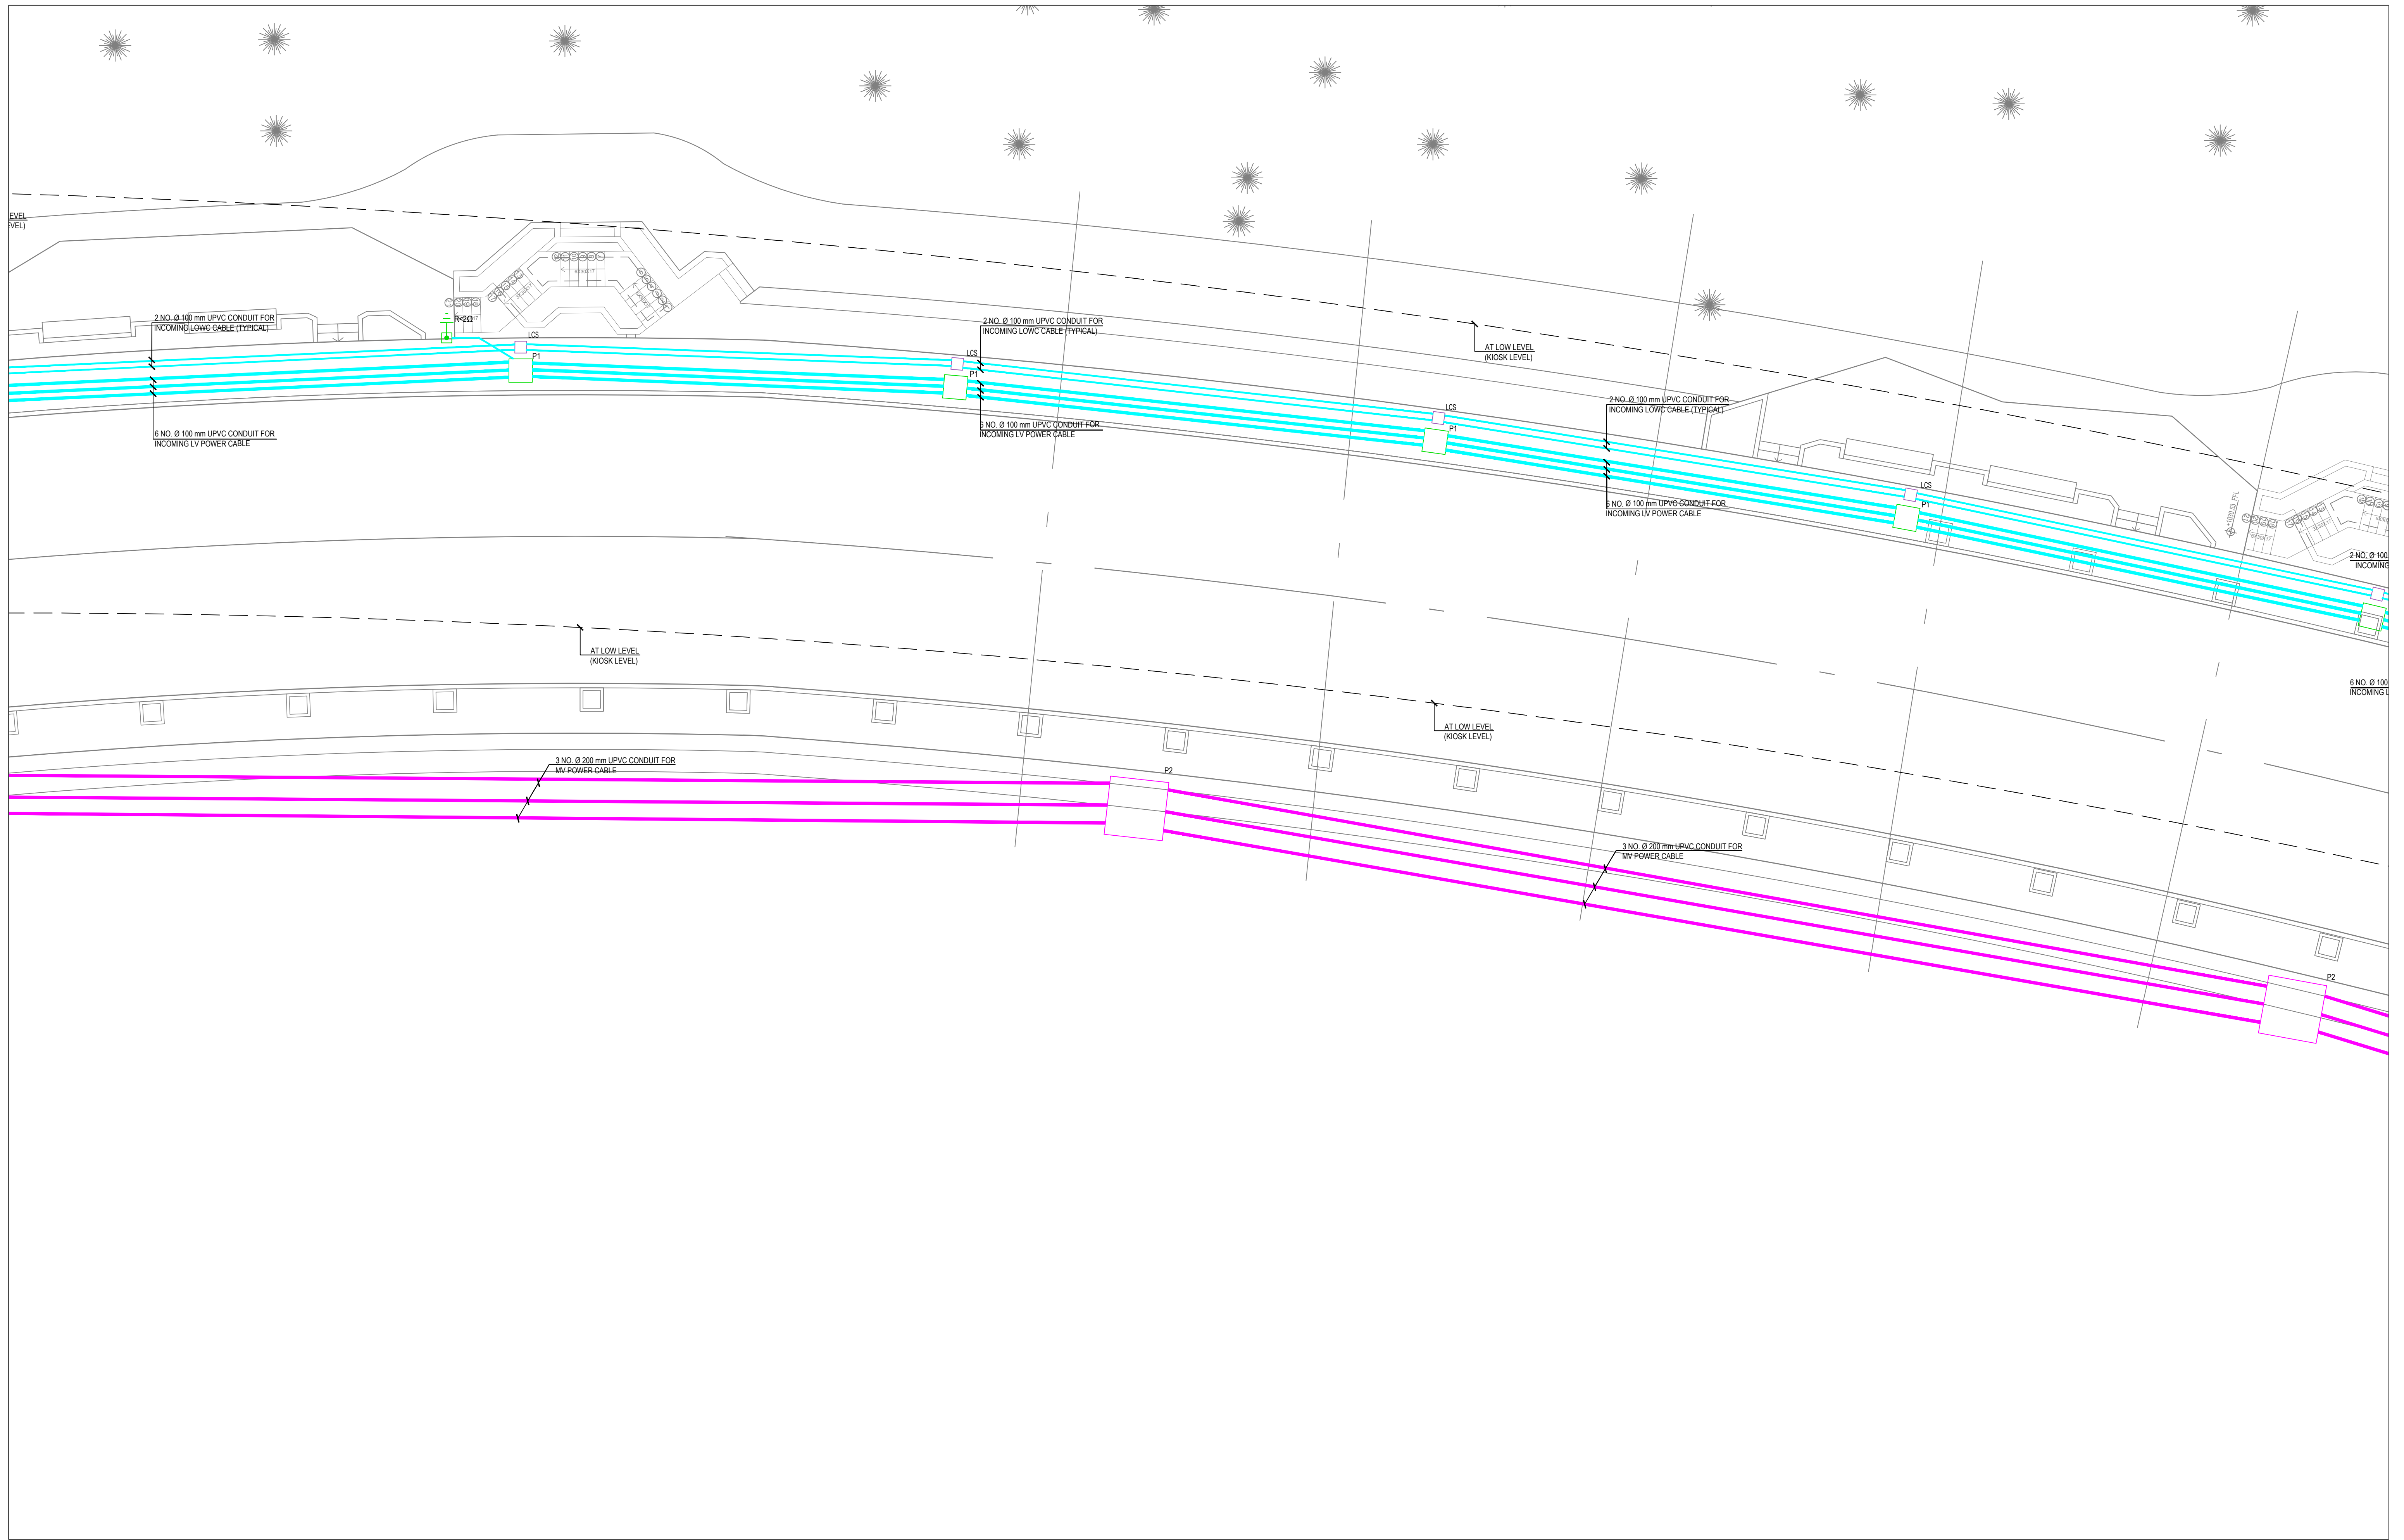 EVEL
EVEL)
2 NO. Ø 100 mm UPVC CONDUIT FOR
INCOMING LOWC CABLE (TYPICAL)
R<2Ω
LCS
P1
6 NO. Ø 100 mm UPVC CONDUIT FOR
INCOMING LV POWER CABLE
2 NO. Ø 100 mm UPVC CONDUIT FOR
INCOMING LOWC CABLE (TYPICAL)
LCS
P1
6 NO. Ø 100 mm UPVC CONDUIT FOR
INCOMING LV POWER CABLE
AT LOW LEVEL
(KIOSK LEVEL)
LCS
P1
2 NO. Ø 100 mm UPVC CONDUIT FOR
INCOMING LOWC CABLE (TYPICAL)
6 NO. Ø 100 mm UPVC CONDUIT FOR
INCOMING LV POWER CABLE
LCS
P1
2 NO. Ø 100
INCOMING
6 NO. Ø 100
INCOMING L
AT LOW LEVEL
(KIOSK LEVEL)
AT LOW LEVEL
(KIOSK LEVEL)
3 NO. Ø 200 mm UPVC CONDUIT FOR
MV POWER CABLE
P2
3 NO. Ø 200 mm UPVC CONDUIT FOR
MV POWER CABLE
P2